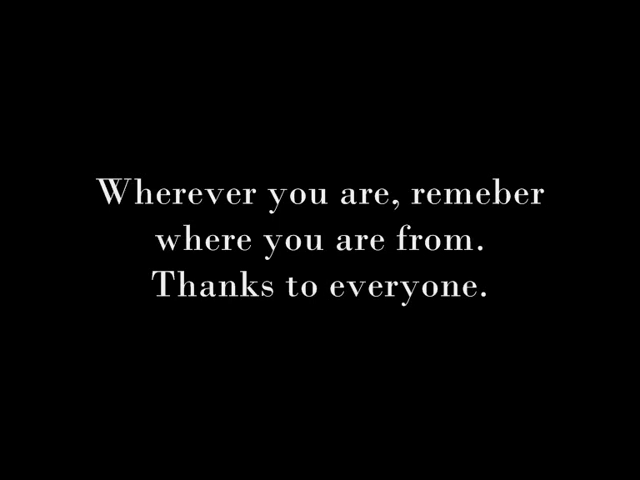 Wherever you are, remeber
where you are from.
Thanks to everyone.